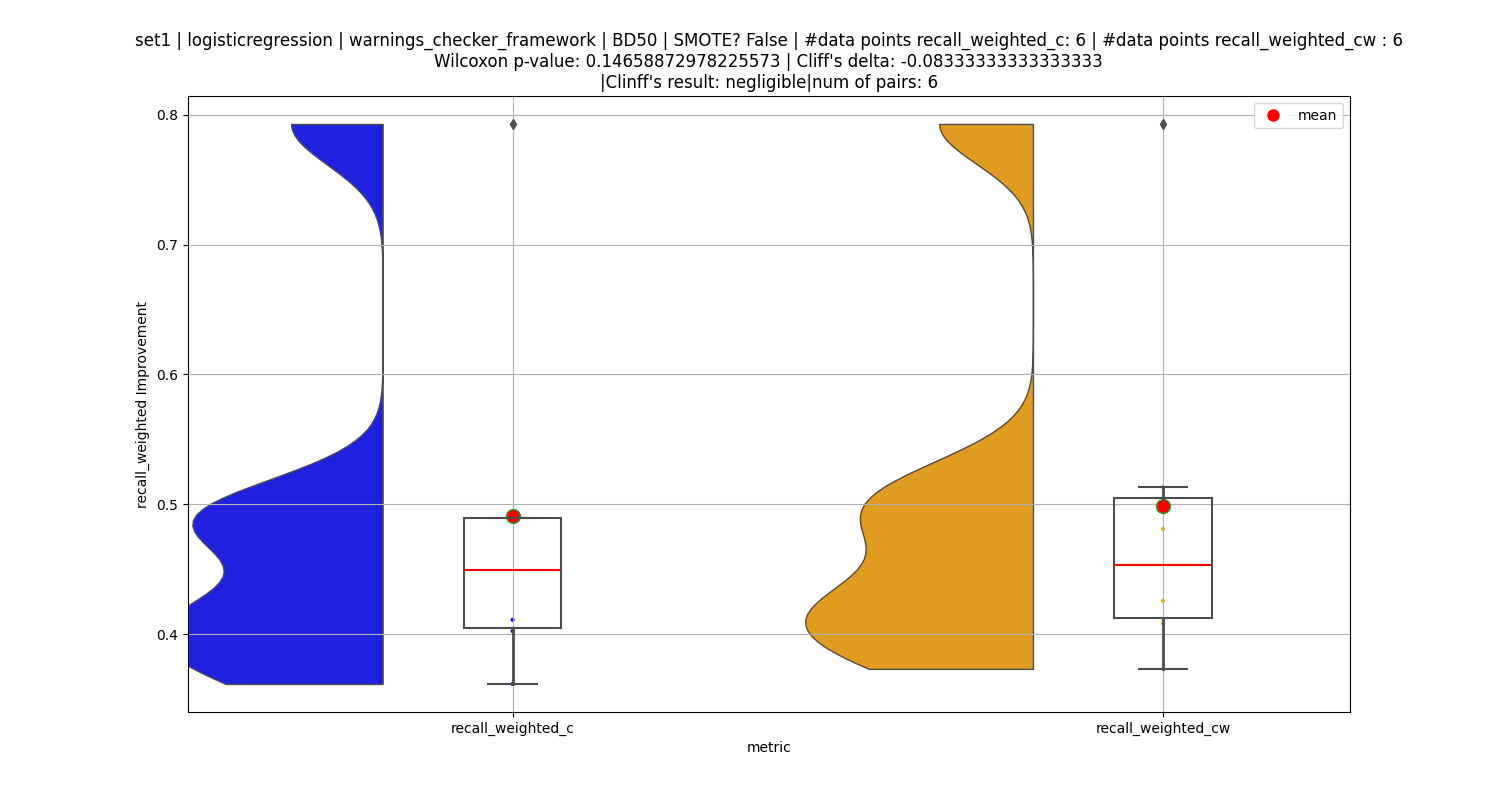 set1 | logisticregression | warnings_checker_framework | BD50 | SMOTE? False | #data points recall_weighted_c: 6 | #data points recall_weighted_cw : 6
Wilcoxon p-value: 0.14658872978225573 | Cliff's delta: -0.08333333333333333
|Clinff's result: negligible|num of pairs: 6
mean
0.8
0.7
0.6
0.5
0.4
recall_weighted Improvement
recall_weighted_c
recall_weighted_cw
metric